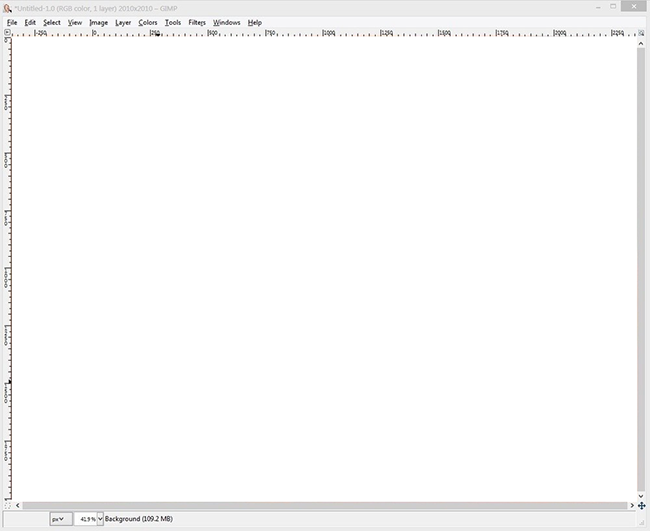 *Untitled-1.0 (RGB color, 1 layer) 2010x2010 – GIMP
File Edit Select View Image Layer Colors Tools Filters Windows Help
-250 0 250 500 750 1000 1250 1500 1750 2000 2250
px 41.9 % Background (109.2 MB)